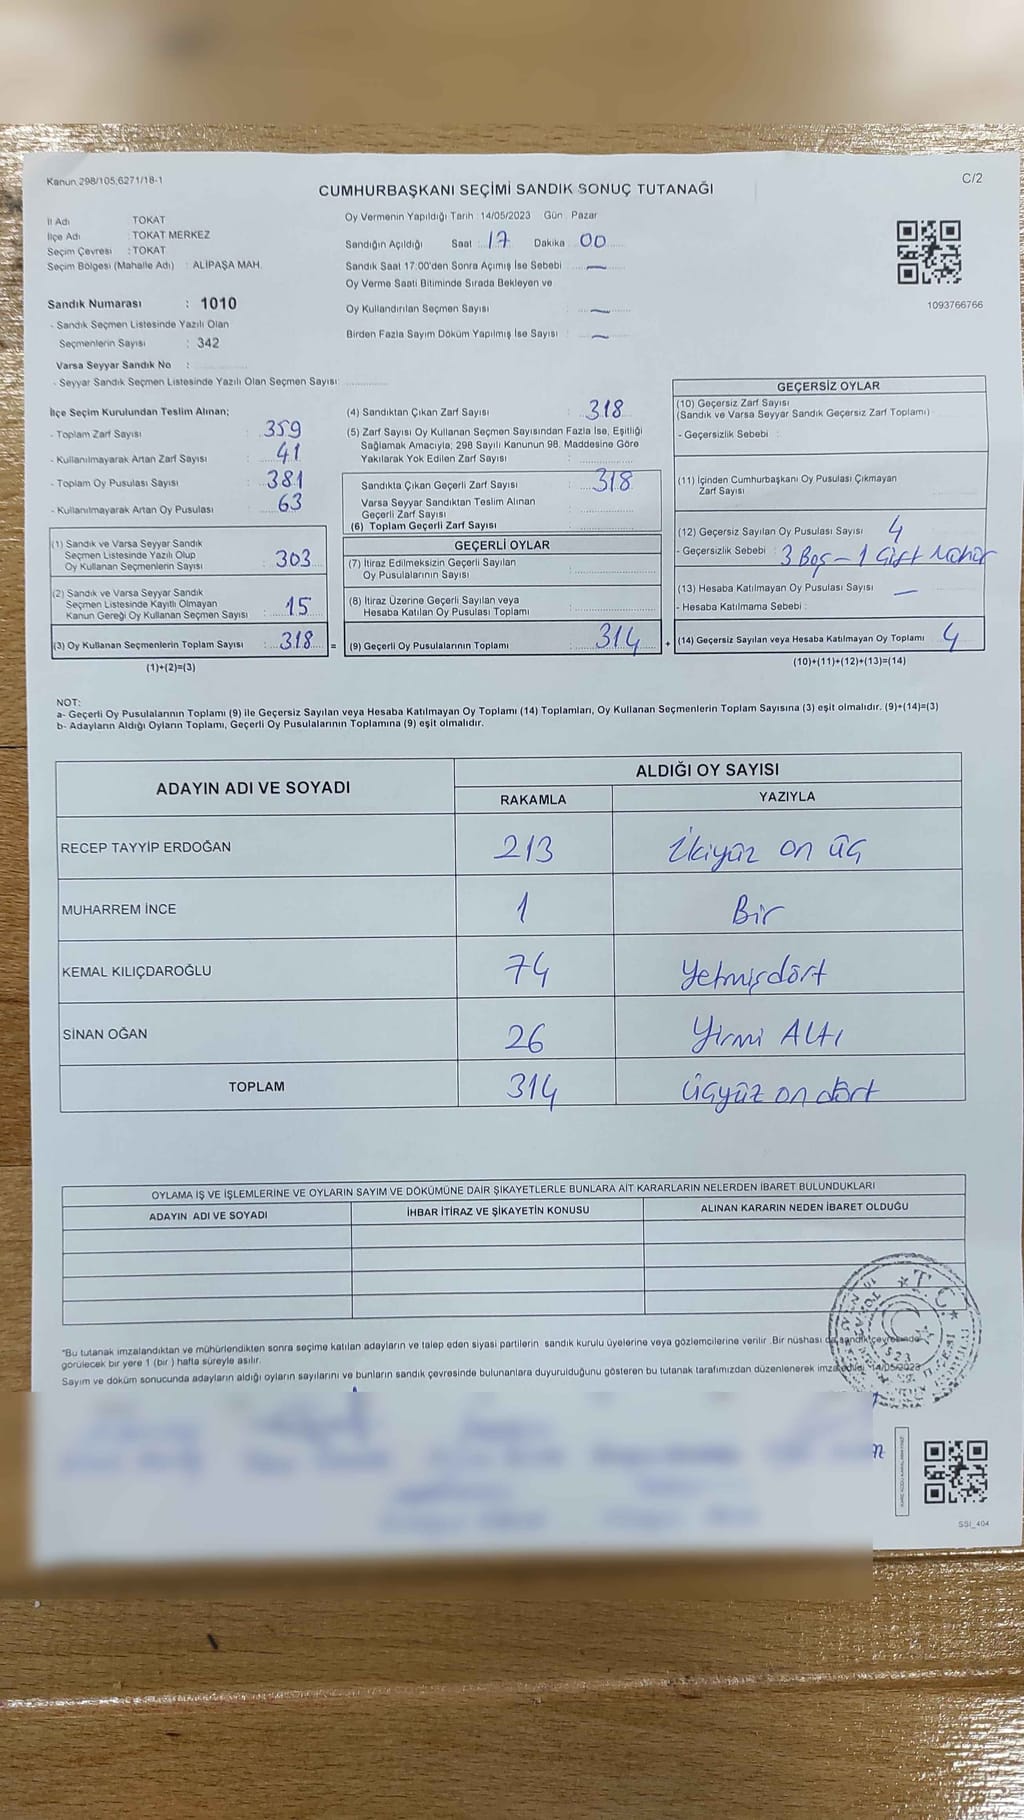 Kanun 298/105,6271/18-1
C/2
CUMHURBAŞKANI SEÇİMİ SANDIK SONUÇ TUTANAĞI
İl Adı TOKAT
İlçe Adı : TOKAT MERKEZ
Seçim Çevresi : TOKAT
Seçim Bölgesi (Mahalle Adı) : ALİPAŞA MAH.
Oy Vermenin Yapıldığı Tarih : 14/05/2023 Gün : Pazar
Sandığın Açıldığı Saat : 17 Dakika : 00
Sandık Saat 17:00'den Sonra Açımış İse Sebebi : —
Oy Verme Saati Bitiminde Sırada Bekleyen ve
Oy Kullandırılan Seçmen Sayısı : —
Birden Fazla Sayım Döküm Yapılmış İse Sayısı : —
1093766766
Sandık Numarası : 1010
- Sandık Seçmen Listesinde Yazılı Olan
Seçmenlerin Sayısı : 342
Varsa Seyyar Sandık No :
- Seyyar Sandık Seçmen Listesinde Yazılı Olan Seçmen Sayısı:
İlçe Seçim Kurulundan Teslim Alınan;
- Toplam Zarf Sayısı : 359
- Kullanılmayarak Artan Zarf Sayısı : 41
- Toplam Oy Pusulası Sayısı : 381
- Kullanılmayarak Artan Oy Pusulası : 63
(1) Sandık ve Varsa Seyyar Sandık
Seçmen Listesinde Yazılı Olup
Oy Kullanan Seçmenlerin Sayısı : 303
(2) Sandık ve Varsa Seyyar Sandık
Seçmen Listesinde Kayıtlı Olmayan
Kanun Gereği Oy Kullanan Seçmen Sayısı : 15
(3) Oy Kullanan Seçmenlerin Toplam Sayısı : 318 =
(1)+(2)=(3)
(4) Sandıktan Çıkan Zarf Sayısı : 318
(5) Zarf Sayısı Oy Kullanan Seçmen Sayısından Fazla İse, Eşitliği
Sağlamak Amacıyla; 298 Sayılı Kanunun 98. Maddesine Göre
Yakılarak Yok Edilen Zarf Sayısı :
Sandıkta Çıkan Geçerli Zarf Sayısı : 318
Varsa Seyyar Sandıktan Teslim Alınan
Geçerli Zarf Sayısı :
(6) Toplam Geçerli Zarf Sayısı :
GEÇERLİ OYLAR
(7) İtiraz Edilmeksizin Geçerli Sayılan
Oy Pusulalarının Sayısı :
(8) İtiraz Üzerine Geçerli Sayılan veya
Hesaba Katılan Oy Pusulası Toplamı :
(9) Geçerli Oy Pusulalarının Toplamı : 314 +
GEÇERSİZ OYLAR
(10) Geçersiz Zarf Sayısı
(Sandık ve Varsa Seyyar Sandık Geçersiz Zarf Toplamı) :
- Geçersizlik Sebebi :
(11) İçinden Cumhurbaşkanı Oy Pusulası Çıkmayan
Zarf Sayısı
(12) Geçersiz Sayılan Oy Pusulası Sayısı : 4
- Geçersizlik Sebebi : 3 Boş - 1 Çift Mühür
(13) Hesaba Katılmayan Oy Pusulası Sayısı : —
- Hesaba Katılmama Sebebi :
(14) Geçersiz Sayılan veya Hesaba Katılmayan Oy Toplamı 4
(10)+(11)+(12)+(13)=(14)
NOT:
a- Geçerli Oy Pusulalarının Toplamı (9) ile Geçersiz Sayılan veya Hesaba Katılmayan Oy Toplamı (14) Toplamları, Oy Kullanan Seçmenlerin Toplam Sayısına (3) eşit olmalıdır. (9)+(14)=(3)
b- Adayların Aldığı Oyların Toplamı, Geçerli Oy Pusulalarının Toplamına (9) eşit olmalıdır.
ADAYIN ADI VE SOYADI
ALDIĞI OY SAYISI
RAKAMLA YAZIYLA
RECEP TAYYİP ERDOĞAN 213 İkiyüz on üç
MUHARREM İNCE 1 Bir
KEMAL KILIÇDAROĞLU 74 Yetmişdört
SİNAN OĞAN 26 Yirmi Altı
TOPLAM 314 üçyüz on dört
OYLAMA İŞ VE İŞLEMLERİNE VE OYLARIN SAYIM VE DÖKÜMÜNE DAİR ŞİKAYETLERLE BUNLARA AİT KARARLARIN NELERDEN İBARET BULUNDUKLARI
ADAYIN ADI VE SOYADI İHBAR İTİRAZ VE ŞİKAYETİN KONUSU ALINAN KARARIN NEDEN İBARET OLDUĞU
"Bu tutanak imzalandıktan ve mühürlendikten sonra seçime katılan adayların ve talep eden siyasi partilerin sandık kurulu üyelerine veya gözlemcilerine verilir. Bir nüshası da sandık çevresinde
görülecek bir yere 1 (bir) hafta süreyle asılır.
Sayım ve döküm sonucunda adayların aldığı oyların sayılarını ve bunların sandık çevresinde bulunanlara duyurulduğunu gösteren bu tutanak tarafımızdan düzenlenerek imza edildi. 14/05/2023
T.C.
SSI_404